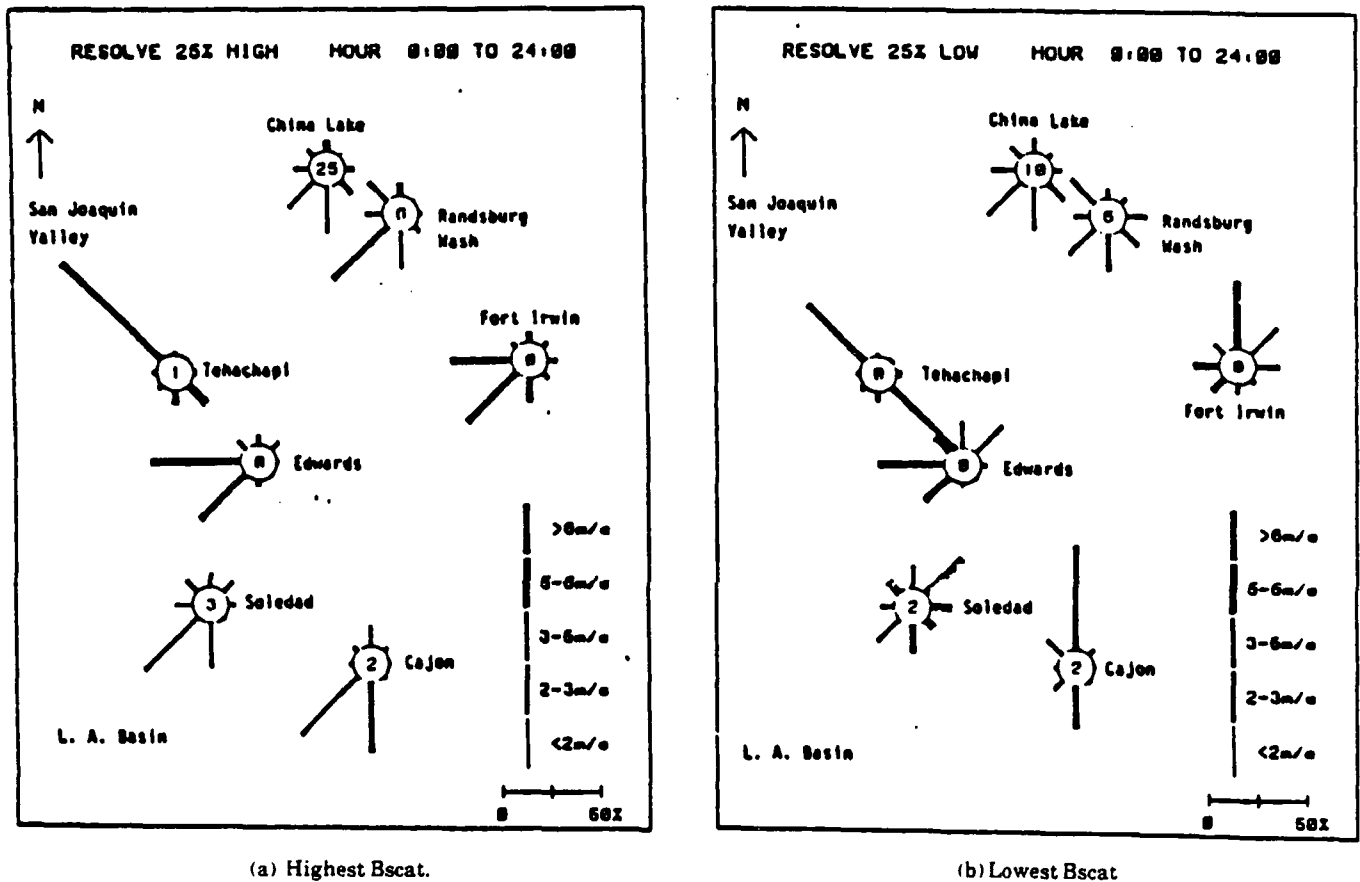 RESOLVE 25% HIGH HOUR 0:00 TO 24:00
N
China Lake
25
San Joaquin
Valley
0
Randsburg
Wash
Fort Irwin
0
1
Tehachapi
0
Edwards
>6m/s
5-6m/s
3
Soledad
3-5m/s
2
Cajon
2-3m/s
L. A. Basin
<2m/s
0
50%
(a) Highest Bscat.
RESOLVE 25% LOW HOUR 0:00 TO 24:00
N
China Lake
10
San Joaquin
Valley
Randsburg
Wash
0
Tehachapi
Fort Irwin
Edwards
>6m/s
5-6m/s
2
Soledad
3-5m/s
2
Cajon
2-3m/s
L. A. Basin
<2m/s
0
50%
(b) Lowest Bscat